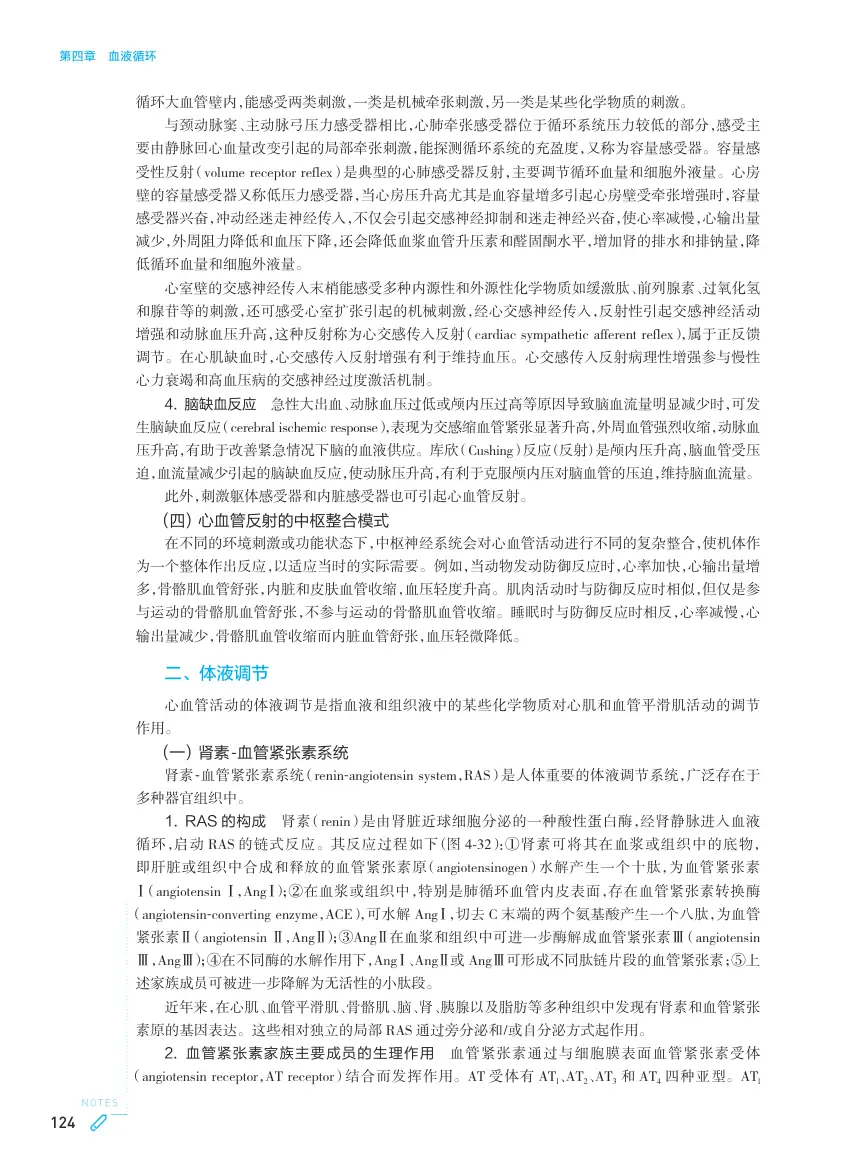 第四章 血液循环
循环大血管壁内,能感受两类刺激,一类是机械牵张刺激,另一类是某些化学物质的刺激。
与颈动脉窦、主动脉弓压力感受器相比,心肺牵张感受器位于循环系统压力较低的部分,感受主
要由静脉回心血量改变引起的局部牵张刺激,能探测循环系统的充盈度,又称为容量感受器。容量感
受性反射(volume receptor reflex)是典型的心肺感受器反射,主要调节循环血量和细胞外液量。心房
壁的容量感受器又称低压力感受器,当心房压升高尤其是血容量增多引起心房壁受牵张增强时,容量
感受器兴奋,冲动经迷走神经传入,不仅会引起交感神经抑制和迷走神经兴奋,使心率减慢,心输出量
减少,外周阻力降低和血压下降,还会降低血浆血管升压素和醛固酮水平,增加肾的排水和排钠量,降
低循环血量和细胞外液量。
心室壁的交感神经传入末梢能感受多种内源性和外源性化学物质如缓激肽、前列腺素、过氧化氢
和腺苷等的刺激,还可感受心室扩张引起的机械刺激,经心交感神经传入,反射性引起交感神经活动
增强和动脉血压升高,这种反射称为心交感传入反射(cardiac sympathetic afferent reflex),属于正反馈
调节。在心肌缺血时,心交感传入反射增强有利于维持血压。心交感传入反射病理性增强参与慢性
心力衰竭和高血压病的交感神经过度激活机制。
4. 脑缺血反应 急性大出血、动脉血压过低或颅内压过高等原因导致脑血流量明显减少时,可发
生脑缺血反应(cerebral ischemic response),表现为交感缩血管紧张显著升高,外周血管强烈收缩,动脉血
压升高,有助于改善紧急情况下脑的血液供应。库欣(Cushing)反应(反射)是颅内压升高,脑血管受压
迫,血流量减少引起的脑缺血反应,使动脉压升高,有利于克服颅内压对脑血管的压迫,维持脑血流量。
此外,刺激躯体感受器和内脏感受器也可引起心血管反射。
(四)心血管反射的中枢整合模式
在不同的环境刺激或功能状态下,中枢神经系统会对心血管活动进行不同的复杂整合,使机体作
为一个整体作出反应,以适应当时的实际需要。例如,当动物发动防御反应时,心率加快,心输出量增
多,骨骼肌血管舒张,内脏和皮肤血管收缩,血压轻度升高。肌肉活动时与防御反应时相似,但仅是参
与运动的骨骼肌血管舒张,不参与运动的骨骼肌血管收缩。睡眠时与防御反应时相反,心率减慢,心
输出量减少,骨骼肌血管收缩而内脏血管舒张,血压轻微降低。
二、体液调节
心血管活动的体液调节是指血液和组织液中的某些化学物质对心肌和血管平滑肌活动的调节
作用。
(一)肾素-血管紧张素系统
肾素-血管紧张素系统(renin-angiotensin system,RAS)是人体重要的体液调节系统,广泛存在于
多种器官组织中。
1. RAS的构成 肾素(renin)是由肾脏近球细胞分泌的一种酸性蛋白酶,经肾静脉进入血液
循环,启动 RAS 的链式反应。其反应过程如下(图 4-32):①肾素可将其在血浆或组织中的底物,
即肝脏或组织中合成和释放的血管紧张素原(angiotensinogen)水解产生一个十肽,为血管紧张素
Ⅰ(angiotensin Ⅰ,AngⅠ);②在血浆或组织中,特别是肺循环血管内皮表面,存在血管紧张素转换酶
(angiotensin-converting enzyme,ACE),可水解 AngⅠ,切去 C 末端的两个氨基酸产生一个八肽,为血管
紧张素Ⅱ(angiotensin Ⅱ,AngⅡ);③AngⅡ在血浆和组织中可进一步酶解成血管紧张素Ⅲ(angiotensin
Ⅲ,AngⅢ);④在不同酶的水解作用下,AngⅠ、AngⅡ或 AngⅢ可形成不同肽链片段的血管紧张素;⑤上
述家族成员可被进一步降解为无活性的小肽段。
近年来,在心肌、血管平滑肌、骨骼肌、脑、肾、胰腺以及脂肪等多种组织中发现有肾素和血管紧张
素原的基因表达。这些相对独立的局部 RAS 通过旁分泌和/或自分泌方式起作用。
2. 血管紧张素家族主要成员的生理作用 血管紧张素通过与细胞膜表面血管紧张素受体
(angiotensin receptor,AT receptor)结合而发挥作用。AT 受体有 AT₁、AT₂、AT₃ 和 AT₄ 四种亚型。AT₁
NOTES
124